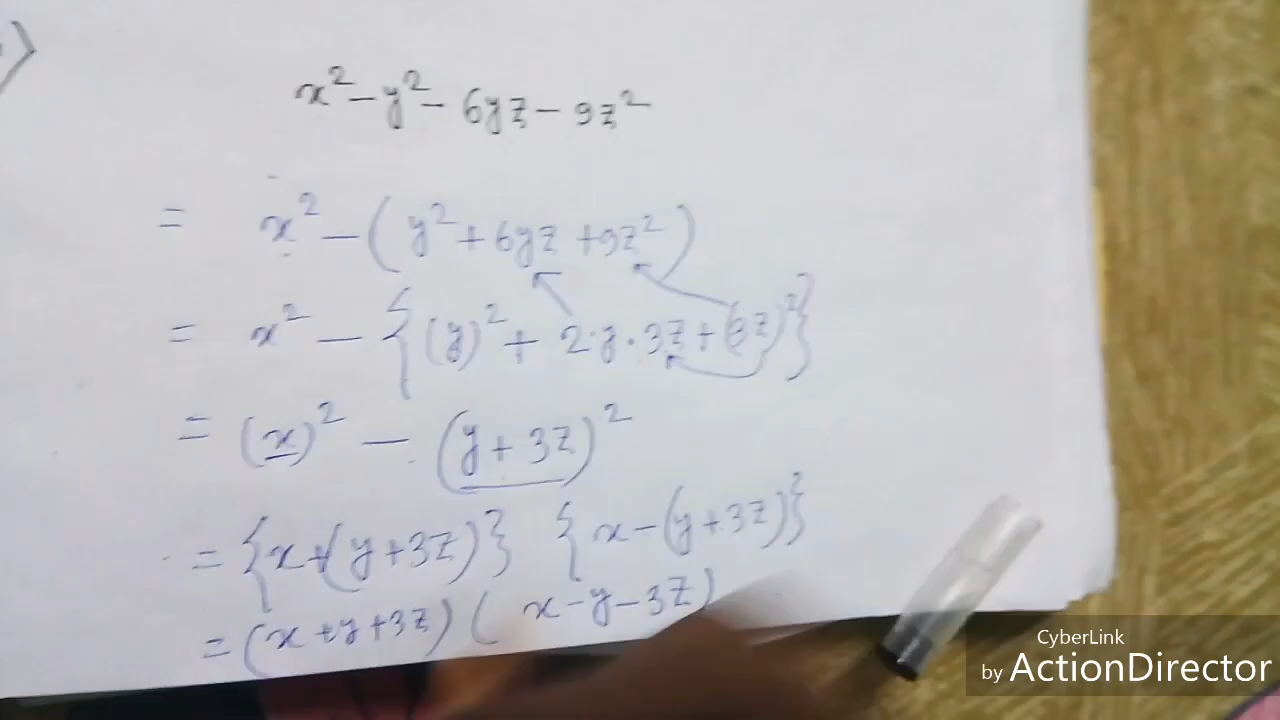 x² - y² - 6yz - 9z²
= x² - ( y² + 6yz + 9z² )
= x² - { (y)² + 2·y·3z + (3z)² }
= (x)² - (y + 3z)²
= {x + (y + 3z)} {x - (y + 3z)}
= (x + y + 3z) ( x - y - 3z)
CyberLink
by ActionDirector